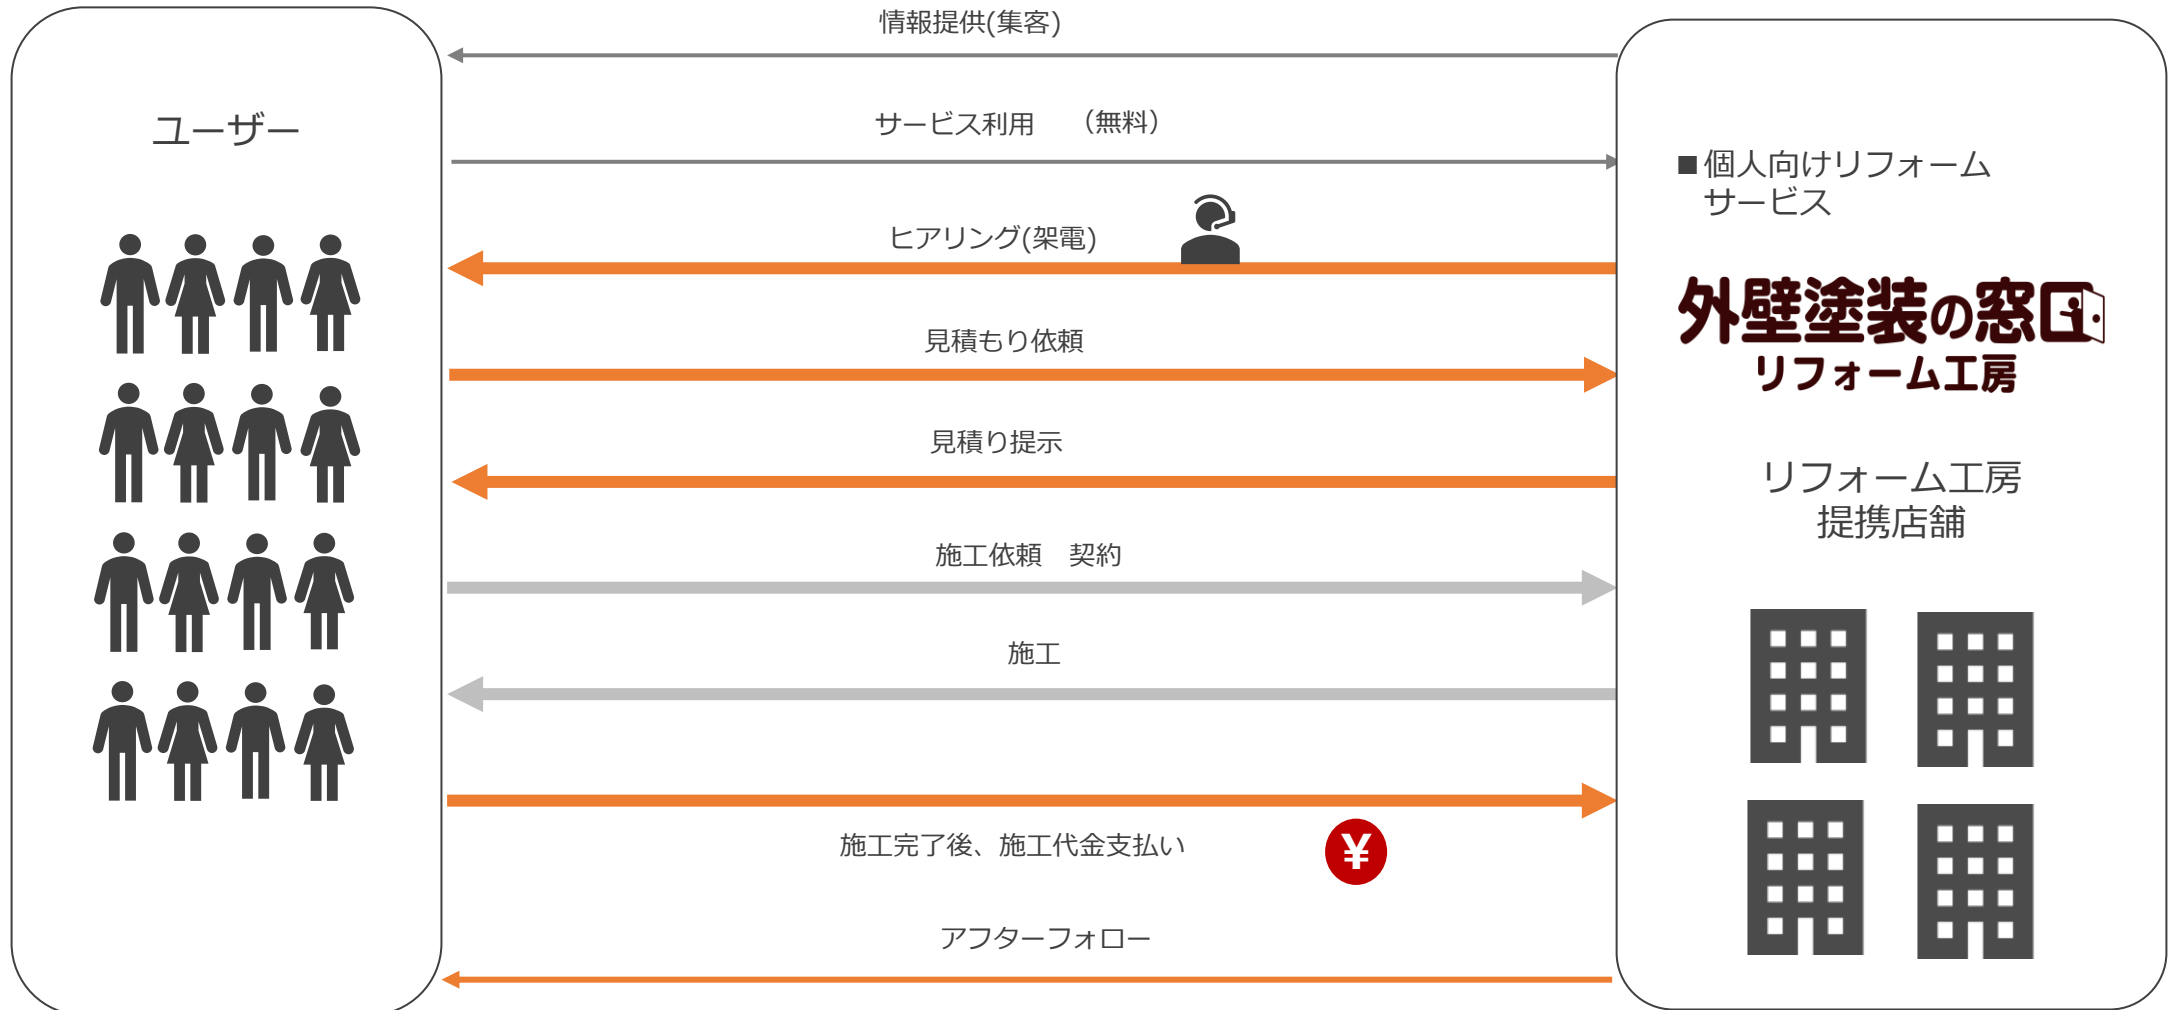 情報提供(集客)
ユーザー
サービス利用　（無料）
■個人向けリフォーム
サービス
ヒアリング(架電)
外壁塗装の窓口
リフォーム工房
見積もり依頼
見積り提示
リフォーム工房
提携店舗
施工依頼　契約
施工
施工完了後、施工代金支払い
¥
アフターフォロー